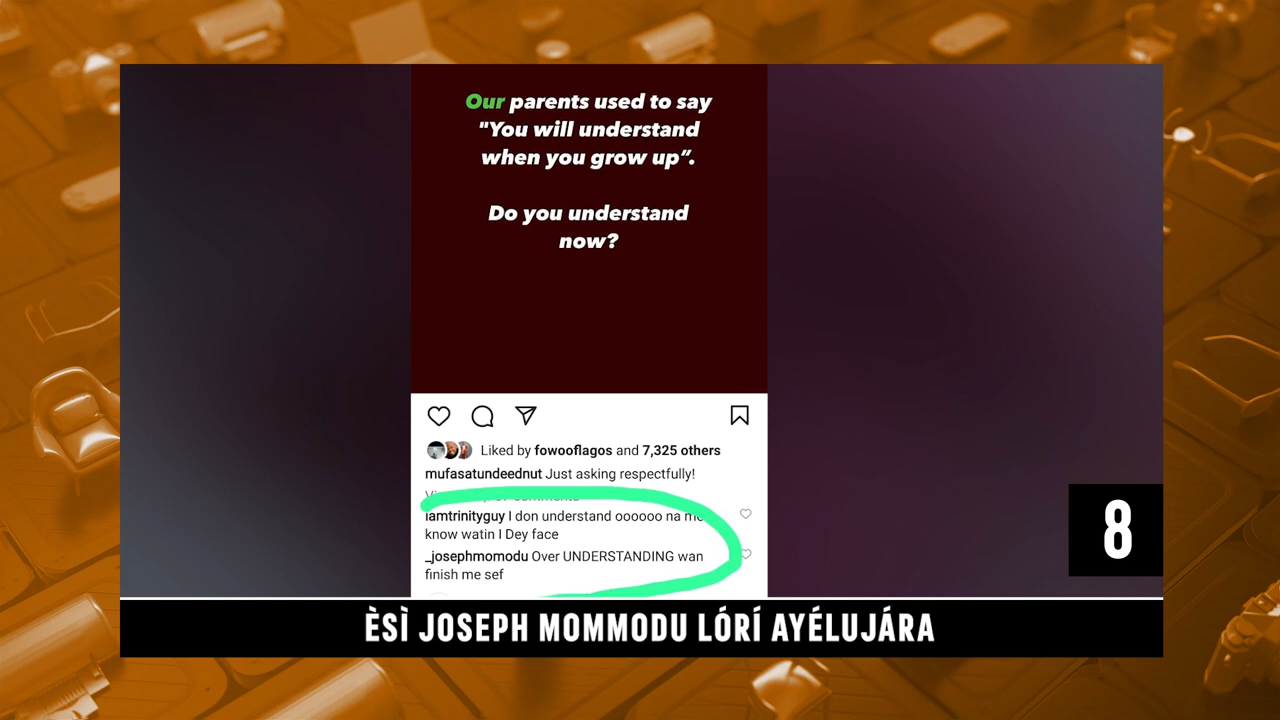 Our parents used to say
"You will understand
when you grow up”.
Do you understand
now?
Liked by fowooflagos and 7,325 others
mufasatundeednut Just asking respectfully!
iamtrinityguy I don understand oooooo na me
know watin I Dey face
_josephmomodu Over UNDERSTANDING wan
finish me sef
8
ÈSÌ JOSEPH MOMMODU LÓRÍ AYÉLUJÁRA